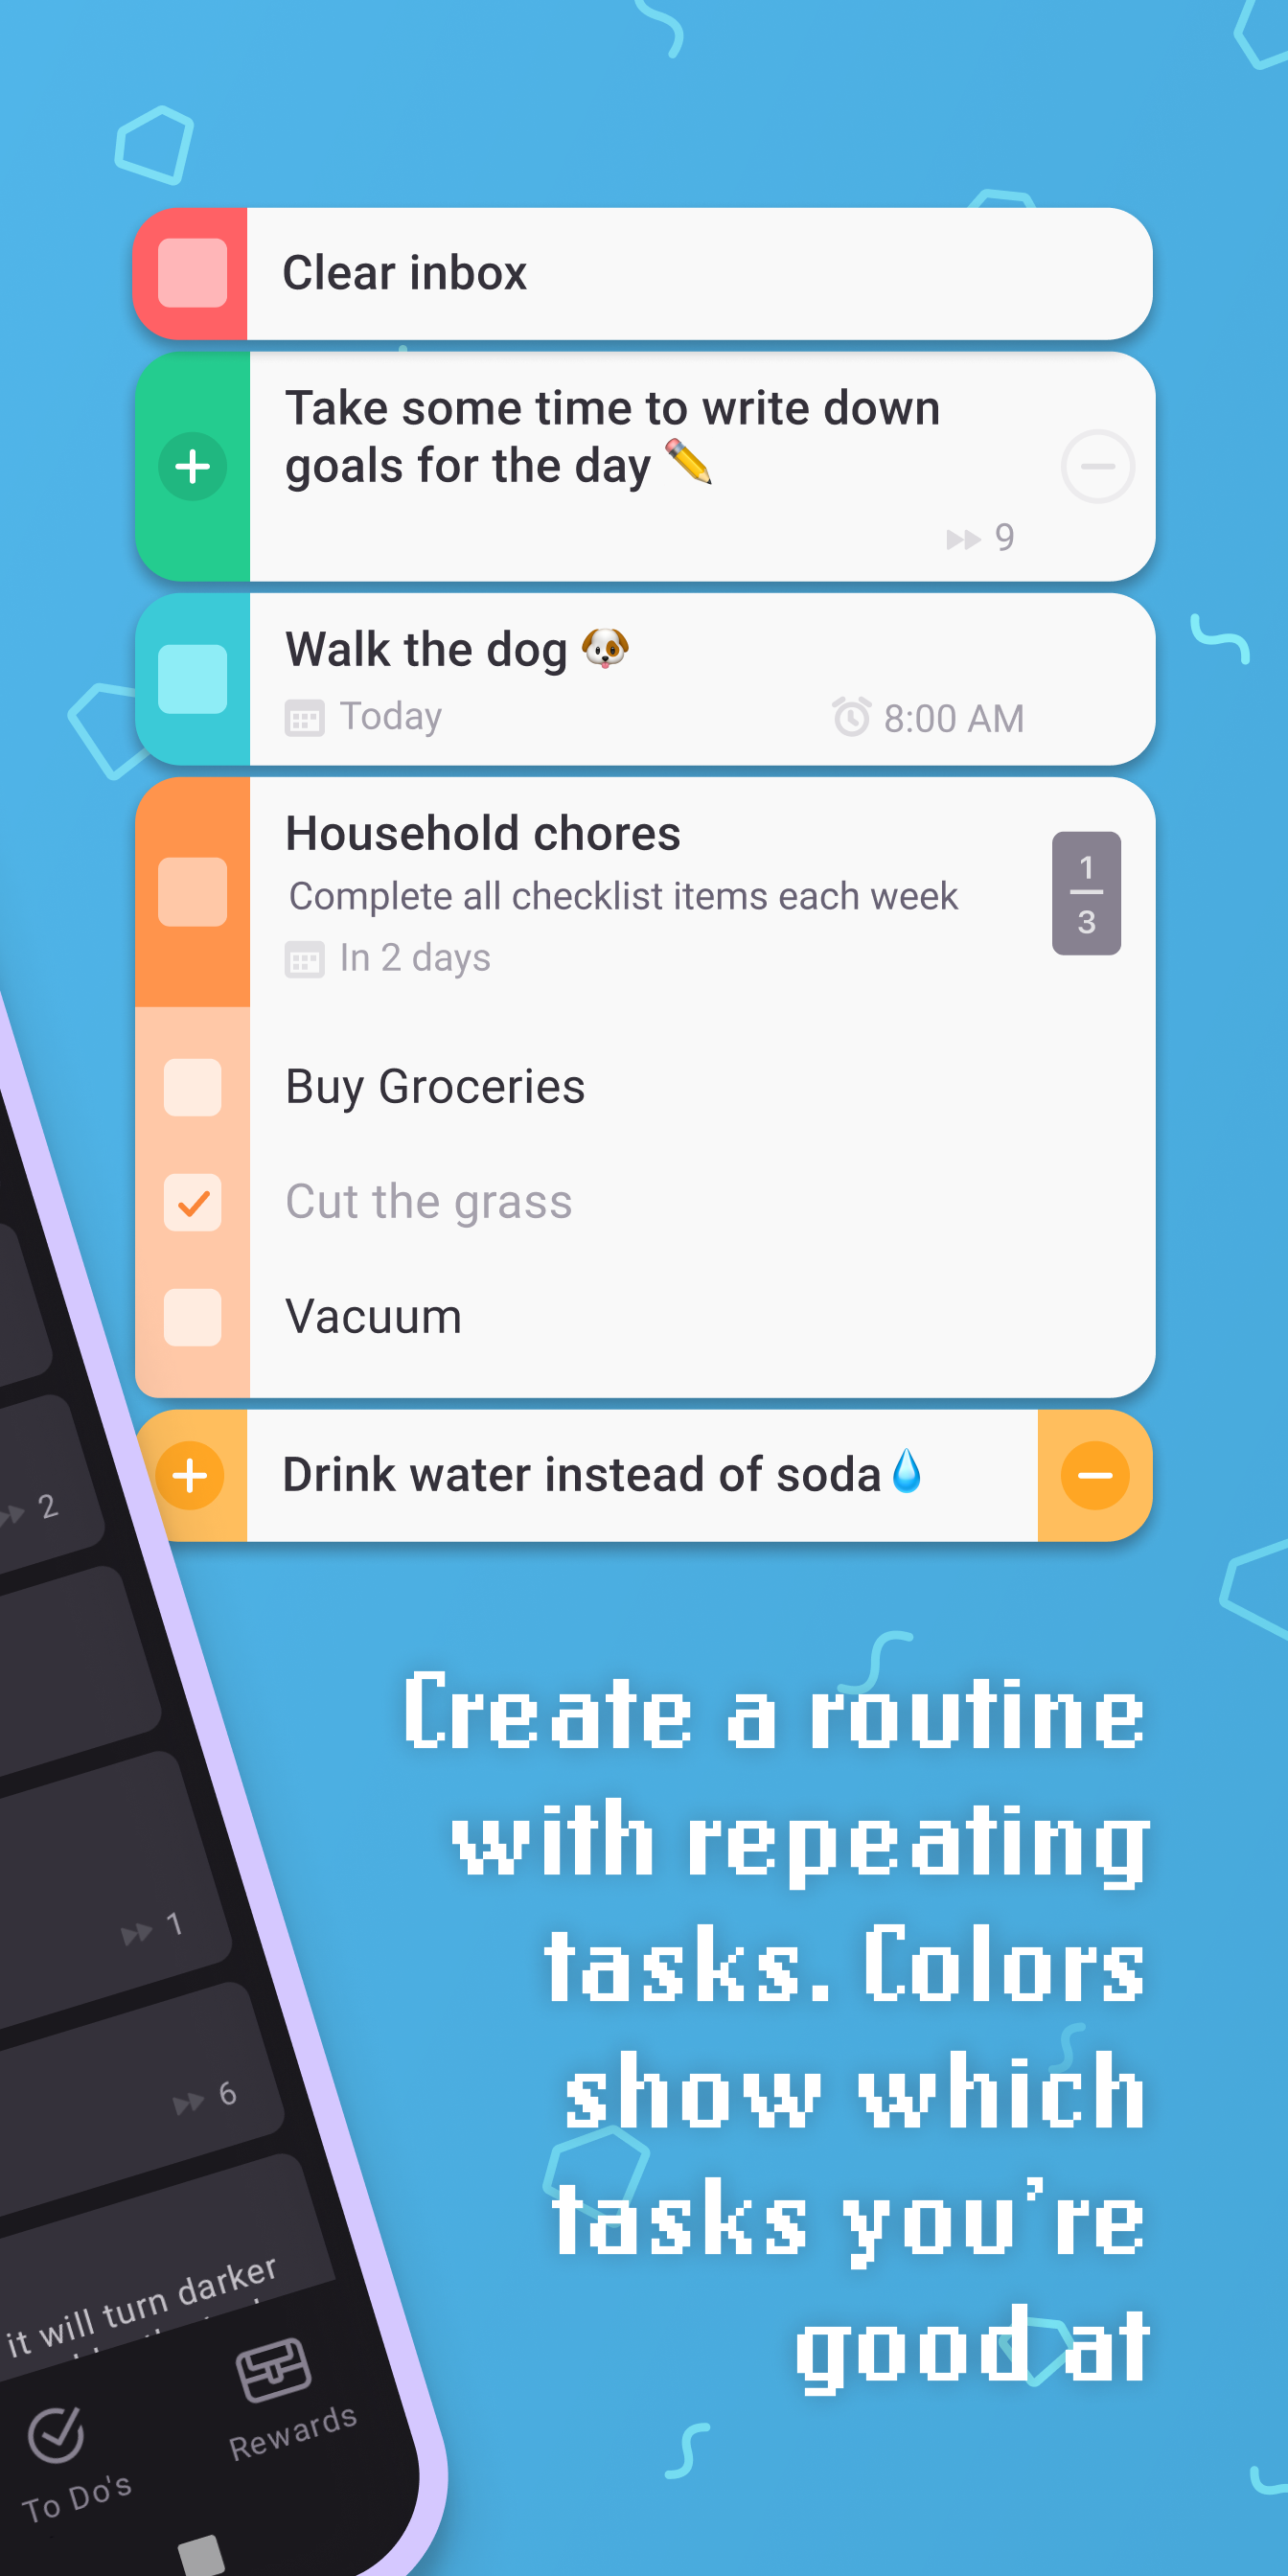 Clear inbox
Take some time to write down
goals for the day ✏️
9
Walk the dog 🐶
Today
8:00 AM
Household chores
Complete all checklist items each week
In 2 days
1
3
Buy Groceries
Cut the grass
Vacuum
Drink water instead of soda💧
Create a routine
with repeating
tasks. Colors
show which
tasks you're
good at
2
1
6
it will turn darker
To Do's
Rewards